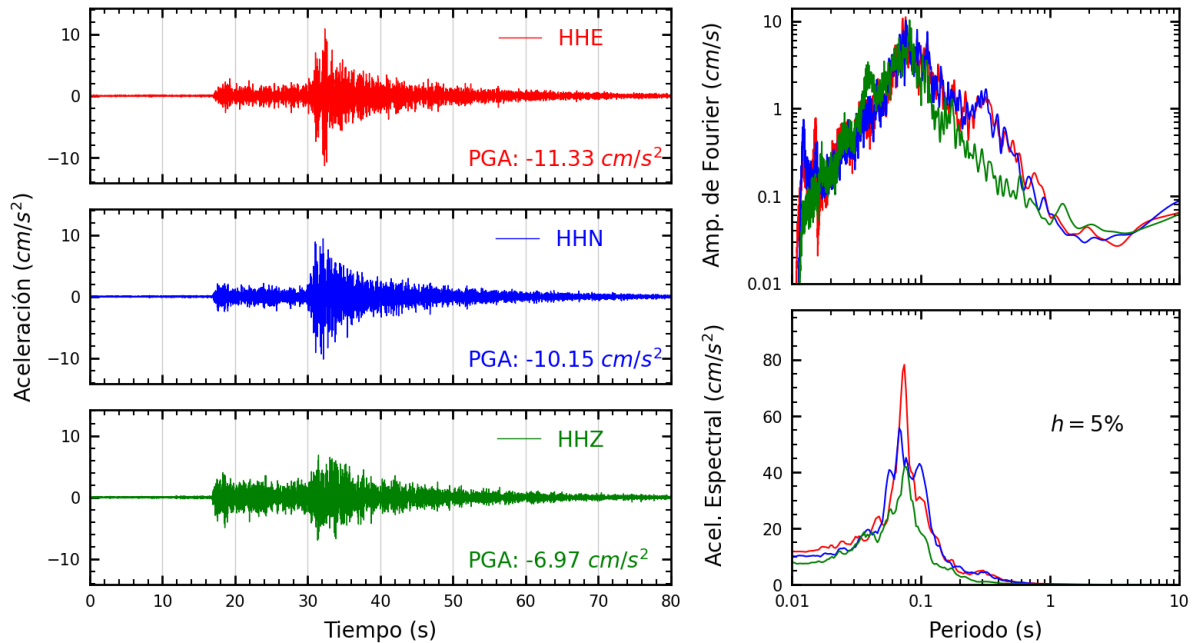 Aceleración (cm/s²)
10
0
−10
HHE
PGA: -11.33 cm/s²
10
0
−10
HHN
PGA: -10.15 cm/s²
10
0
−10
HHZ
PGA: -6.97 cm/s²
0 10 20 30 40 50 60 70 80
Tiempo (s)
Amp. de Fourier (cm/s)
10
1
0.1
0.01
Acel. Espectral (cm/s²)
80
60
40
20
0
h = 5%
0.01 0.1 1 10
Periodo (s)